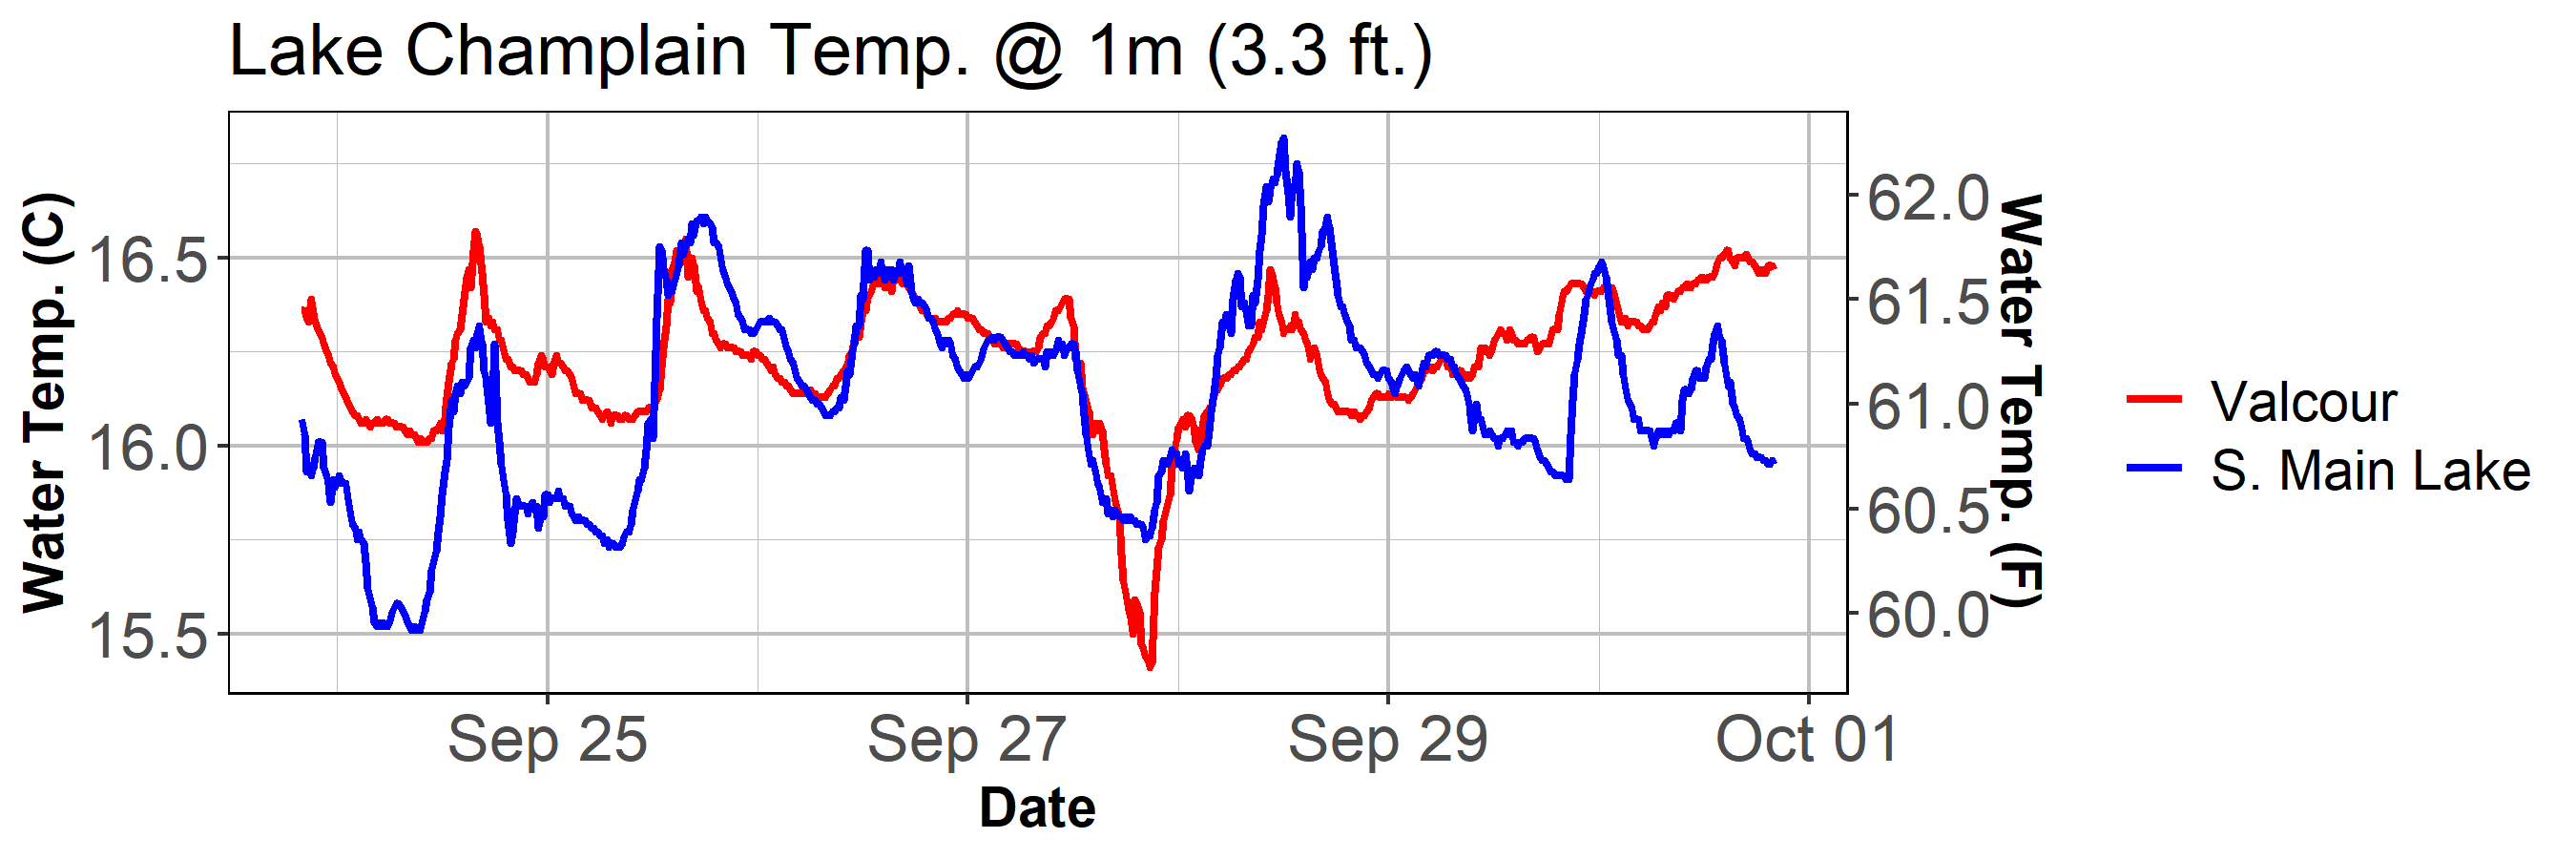 Lake Champlain Temp. @ 1m (3.3 ft.)
Water Temp. (C)
16.5
16.0
15.5
62.0
61.5
61.0
60.5
60.0
Water Temp. (F)
Sep 25
Sep 27
Sep 29
Oct 01
Date
Valcour
S. Main Lake